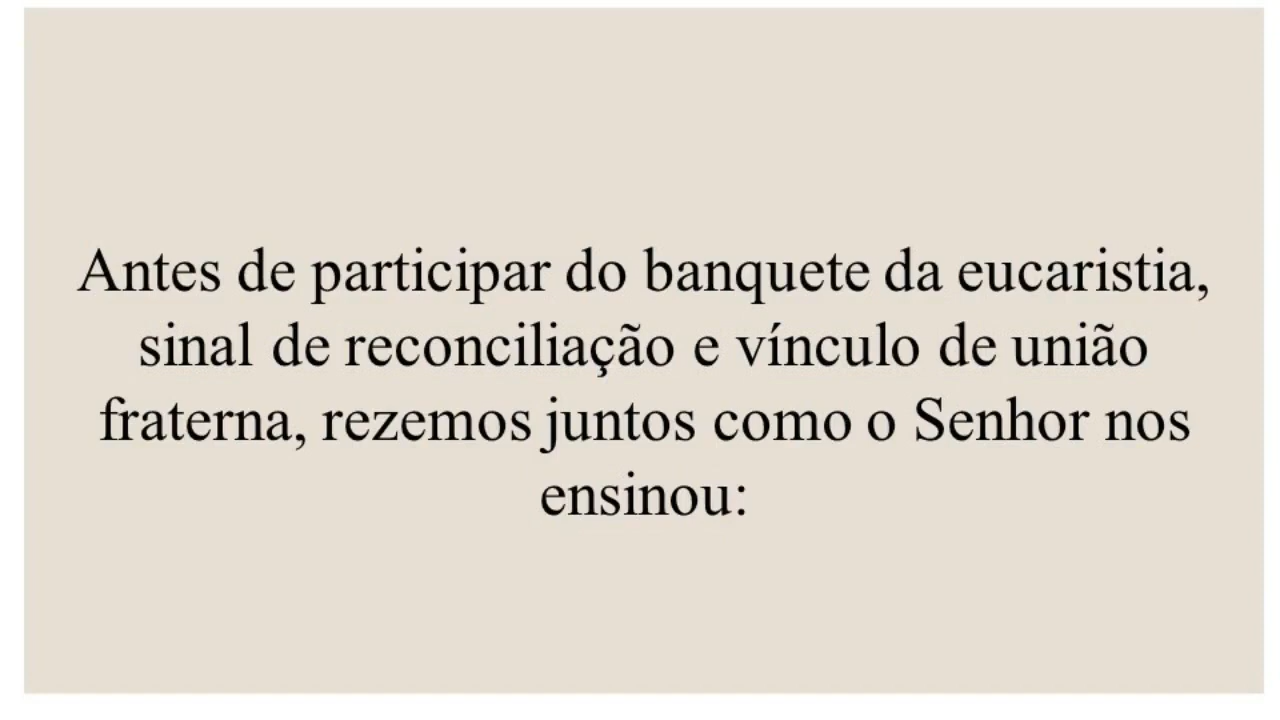 Antes de participar do banquete da eucaristia,
sinal de reconciliação e vínculo de união
fraterna, rezemos juntos como o Senhor nos
ensinou: